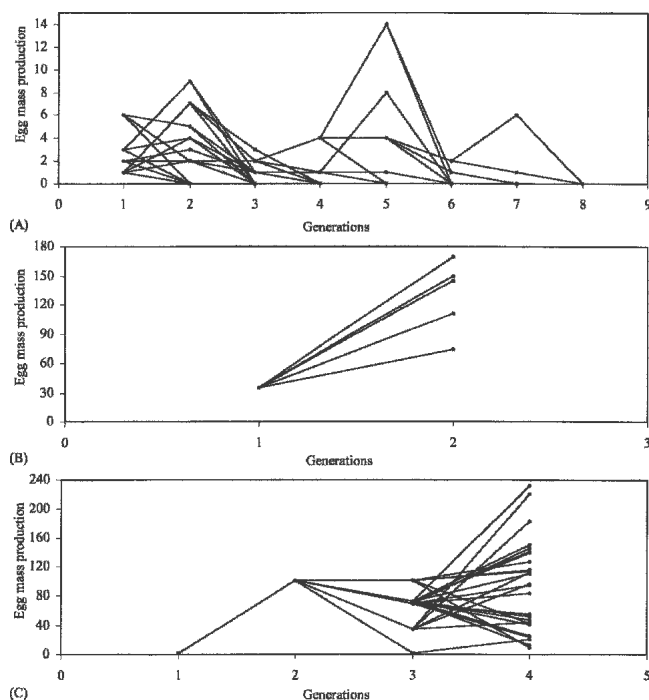 14
12
10
8
6
4
2
0
Egg mass production
0 1 2 3 4 5 6 7 8 9
(A) Generations
180
150
120
90
60
30
0
Egg mass production
0 1 2 3
(B) Generations
240
200
160
120
80
40
0
Egg mass production
0 1 2 3 4 5
(C) Generations